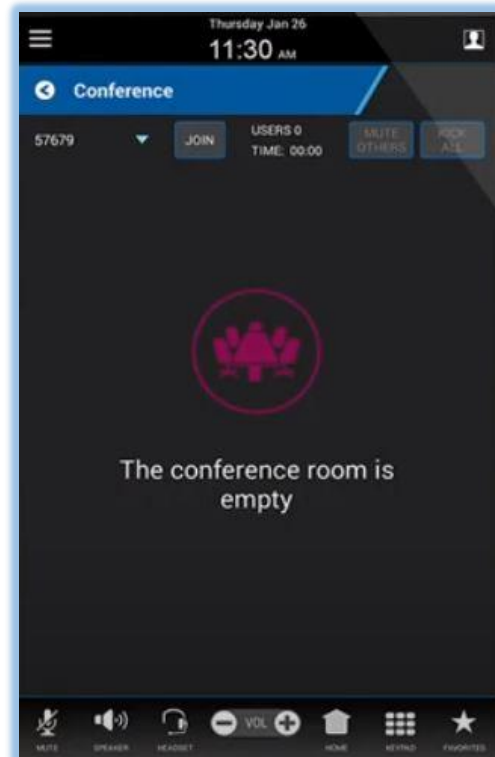 Thursday Jan 26
11:30 AM
Conference
57679
JOIN
USERS 0
TIME: 00:00
MUTE
OTHERS
KICK
ALL
The conference room is
empty
VOL
MUTE
SPEAKER
HEADSET
HOME
KEYPAD
FAVORITES